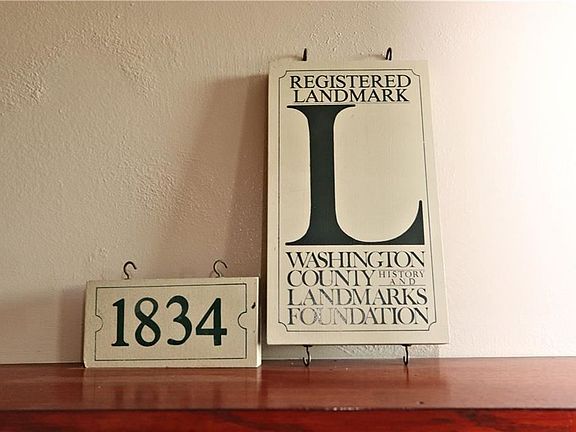 REGISTERED
LANDMARK
L
WASHINGTON
COUNTY HISTORY AND
LANDMARKS
FOUNDATION
1834